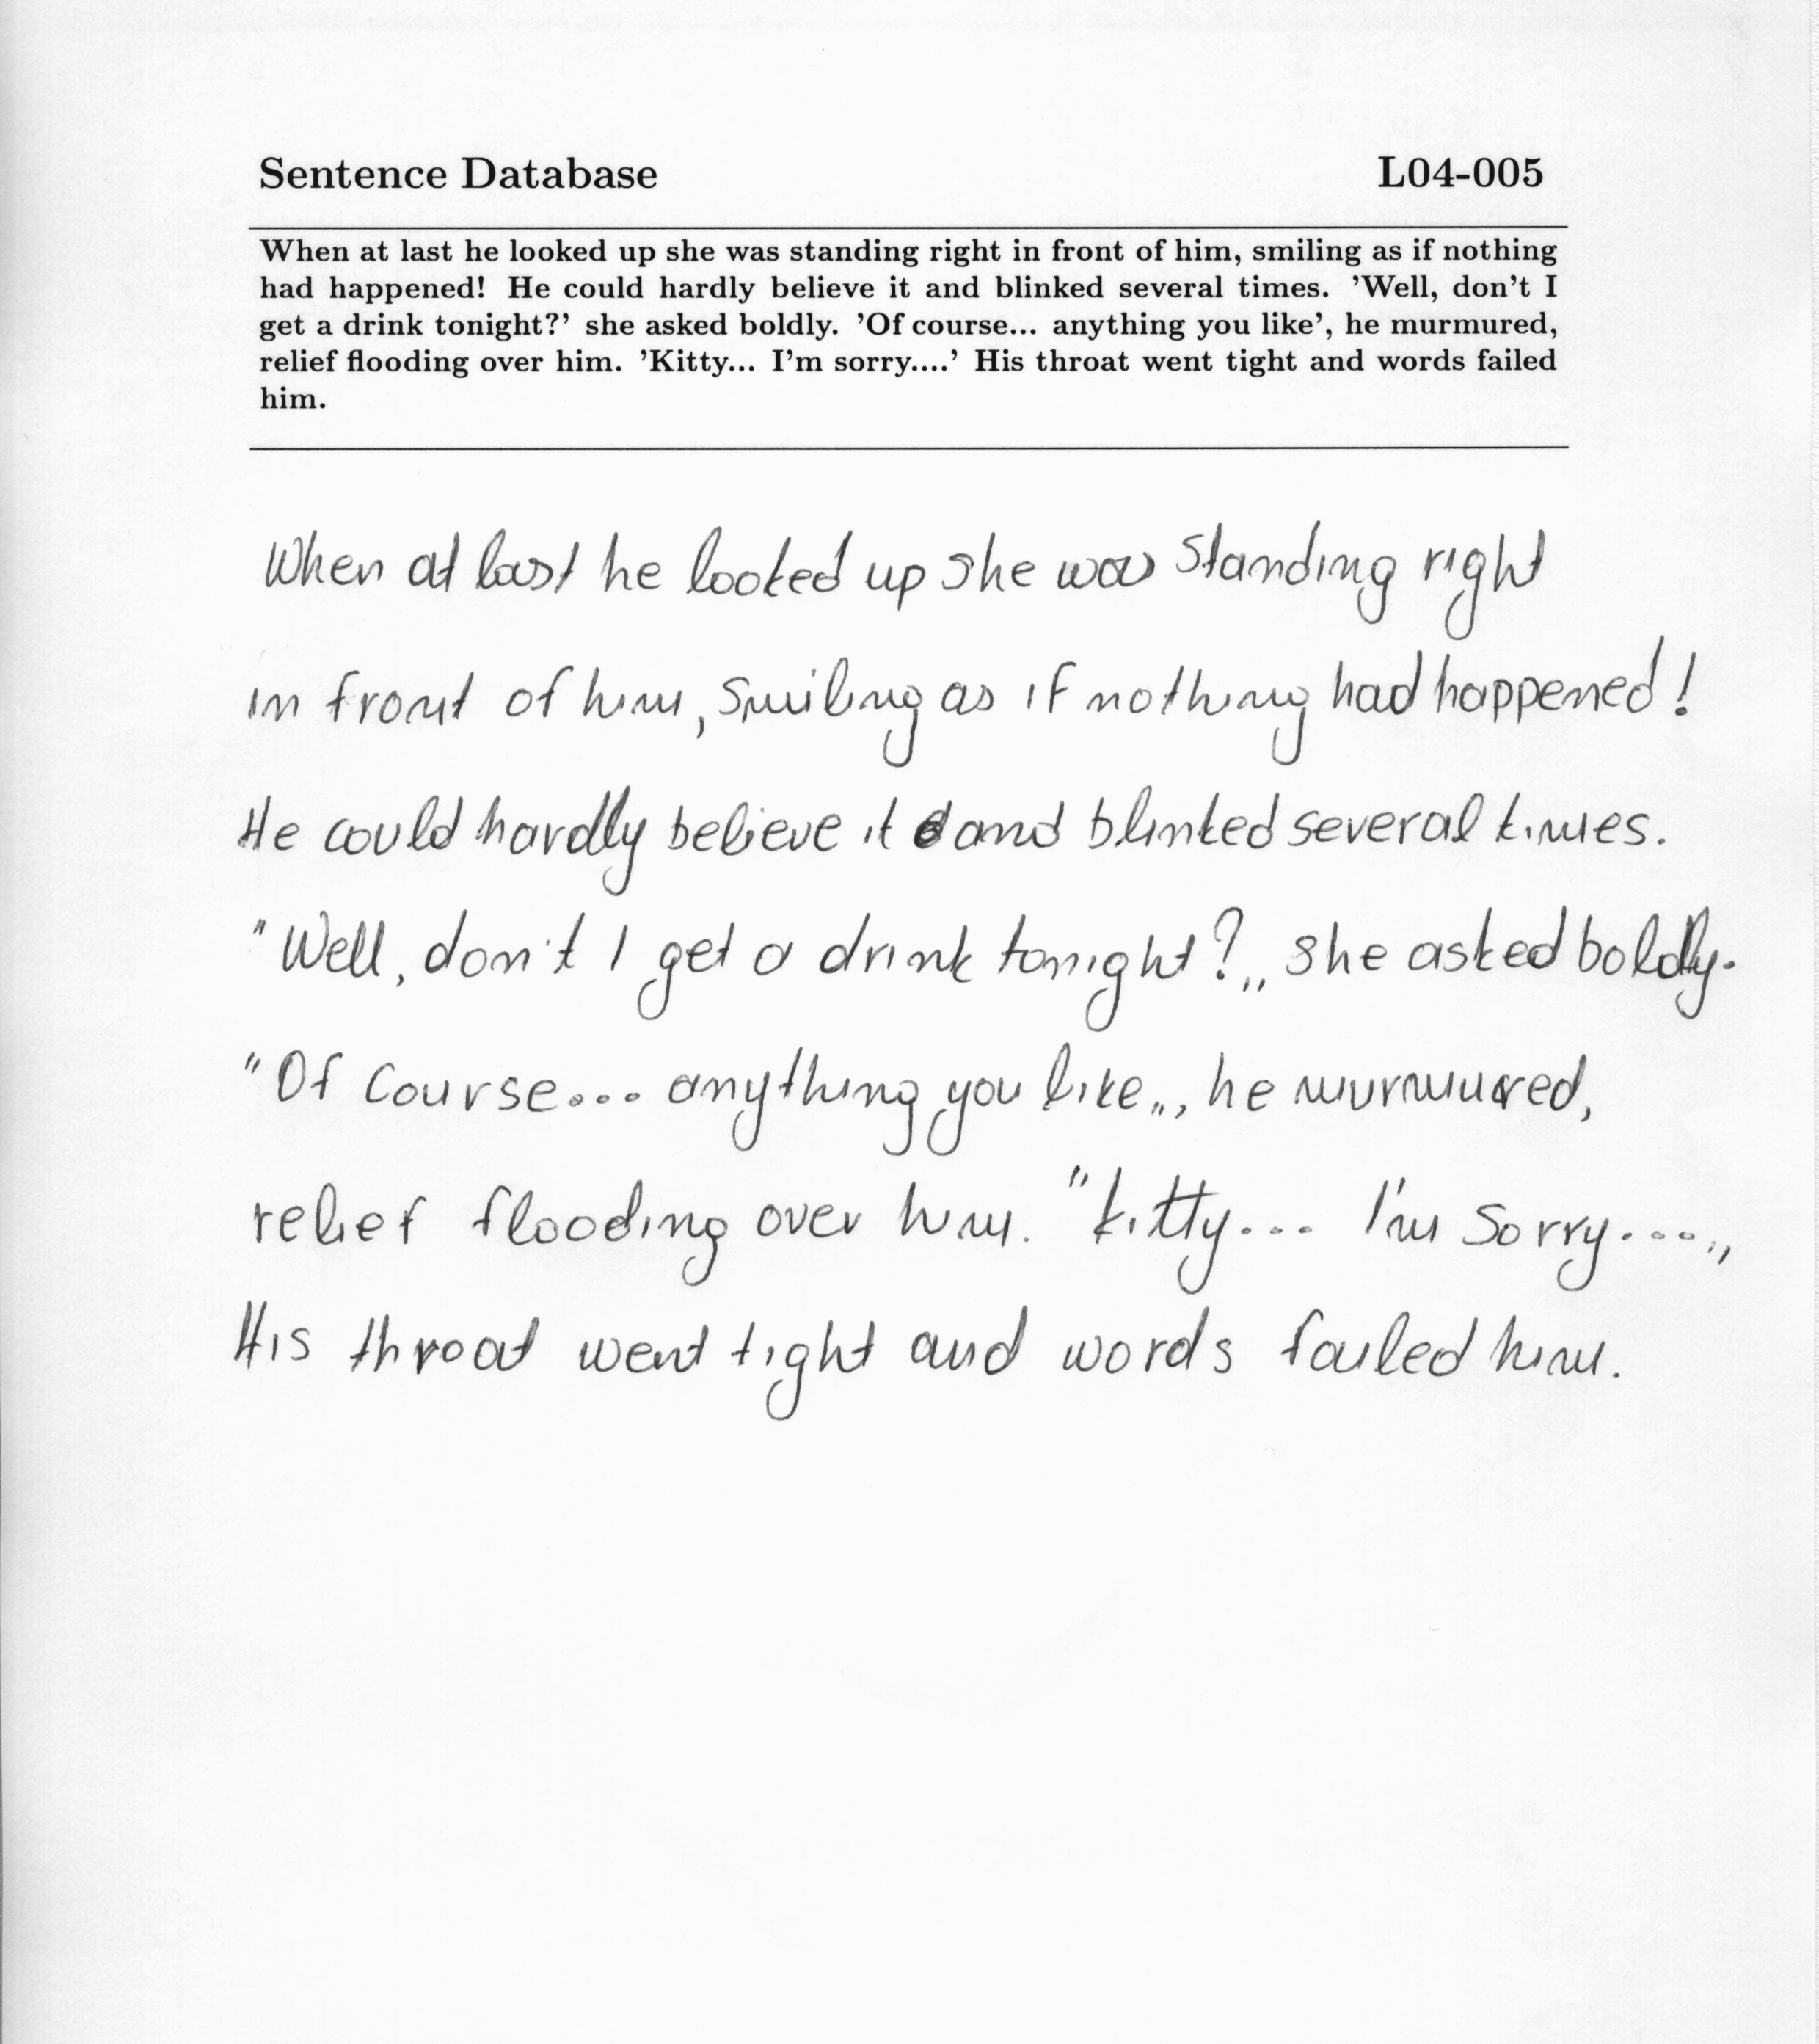 Sentence Database L04-005
When at last he looked up she was standing right in front of him, smiling as if nothing
had happened! He could hardly believe it and blinked several times. 'Well, don't I
get a drink tonight?' she asked boldly. 'Of course... anything you like', he murmured,
relief flooding over him. 'Kitty... I'm sorry....' His throat went tight and words failed
him.
When at last he looked up she was standing right
in front of him, smiling as if nothing had happened!
He could hardly believe it and blinked several times.
"Well, don't I get a drink tonight?„ she asked boldly.
"Of course... anything you like„, he murmured,
relief flooding over him. "Kitty... I'm sorry....„
His throat went tight and words failed him.